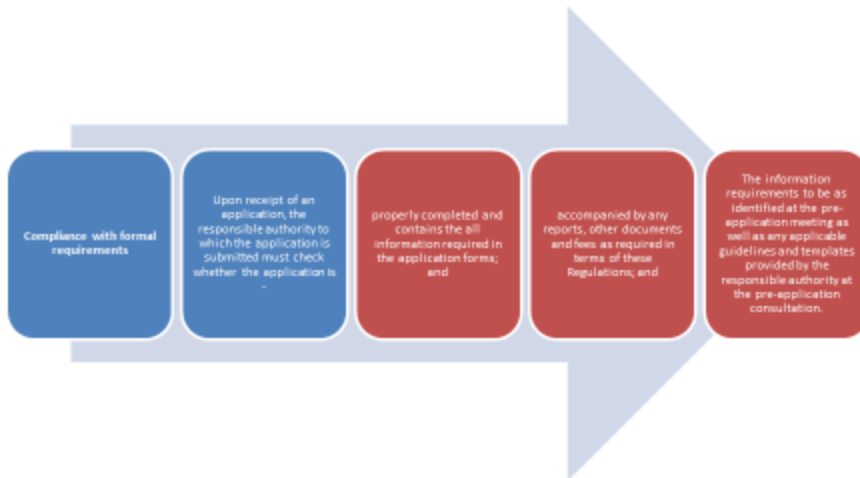 Compliance with formal
requirements
Upon receipt of an
application, the
responsible authority to
which the application is
submitted must check
whether the application is
-
properly completed and
contains the all
information required in
the application forms;
and
accompanied by any
reports, other documents
and fees as required in
terms of these
Regulations; and
The information
requirements to be as
identified at the pre-
application meeting as
well as any applicable
guidelines and templates
provided by the
responsible authority at
the pre-application
consultation.